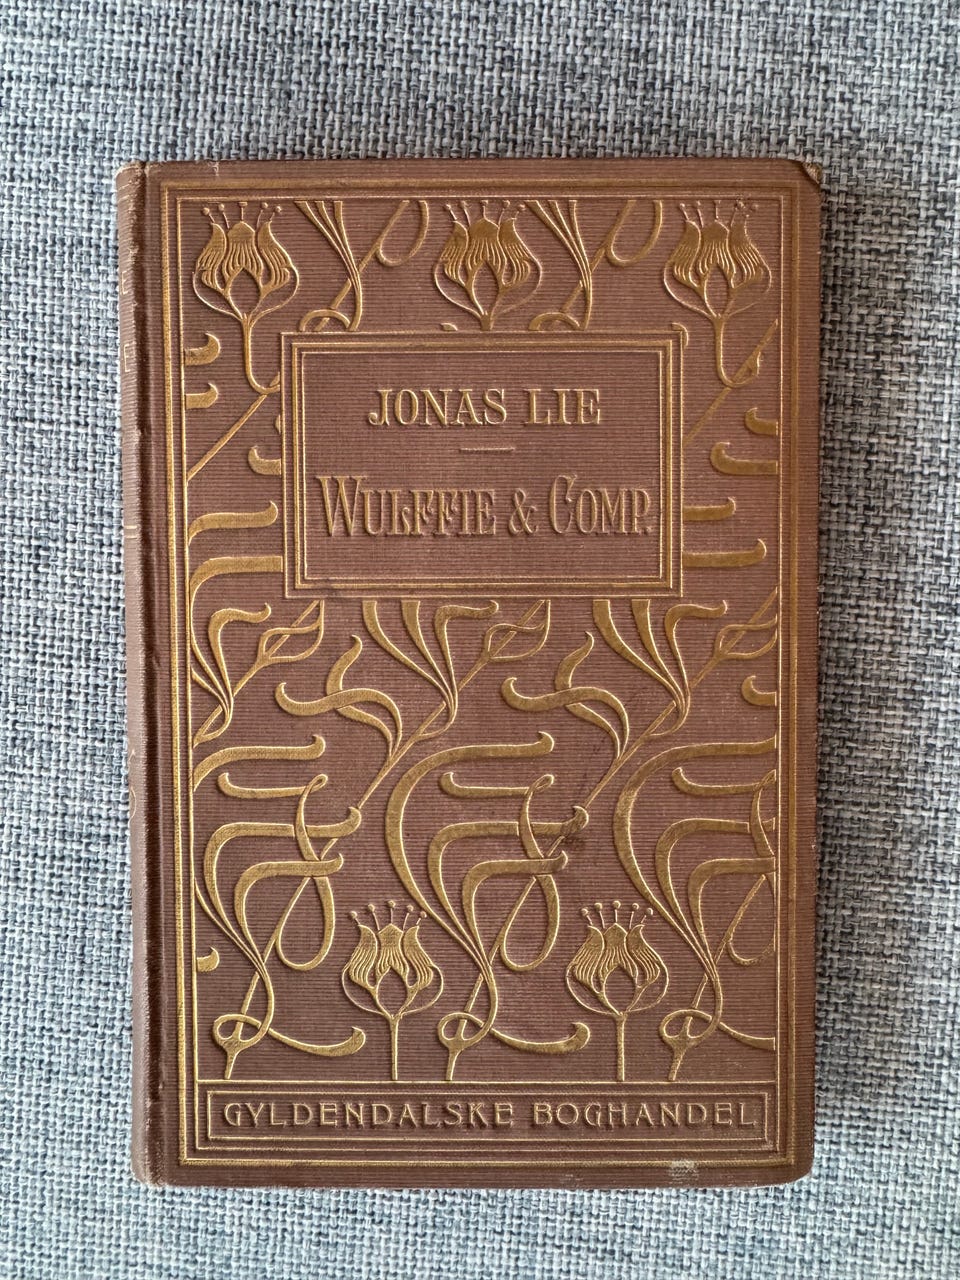 JONAS LIE
WULFFIE & COMP.
GYLDENDALSKE BOGHANDEL